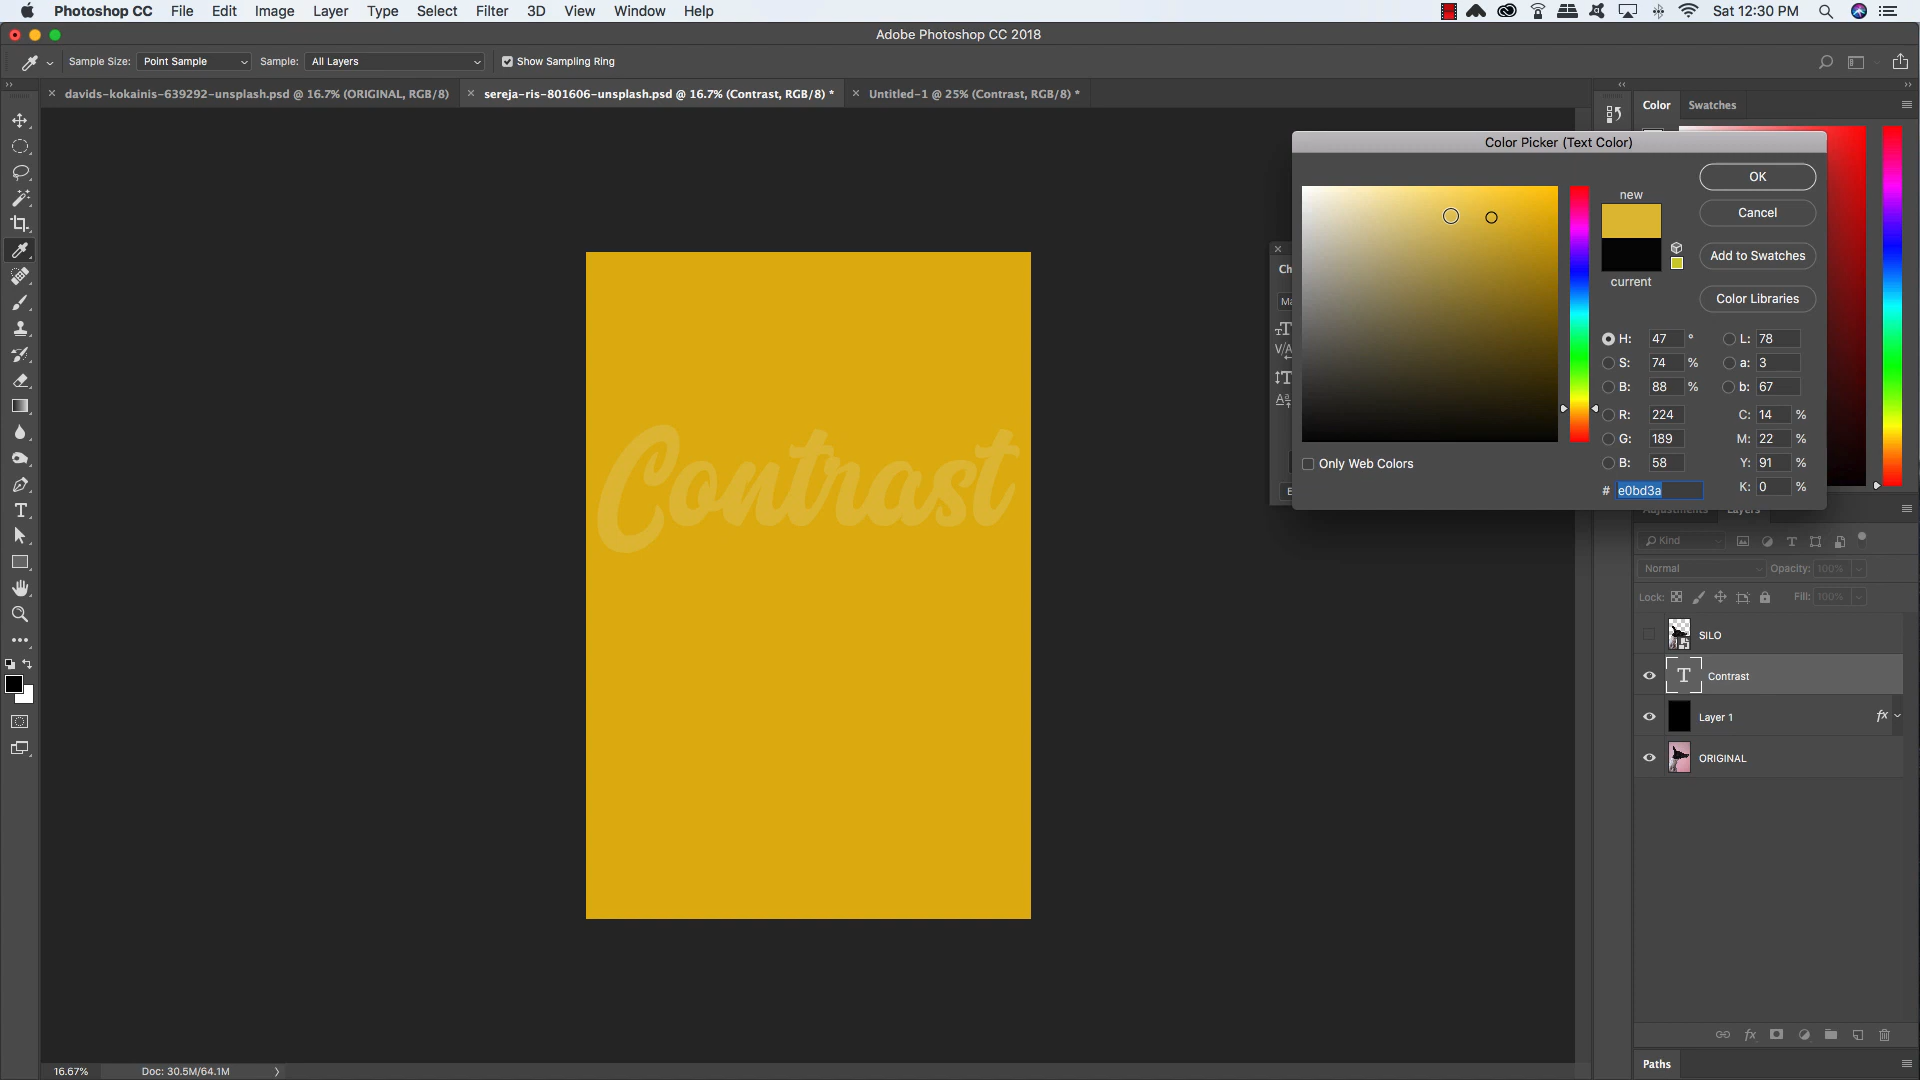 Photoshop CC File Edit Image Layer Type Select Filter 3D View Window Help Sat 12:30 PM
Adobe Photoshop CC 2018
Sample Size: Point Sample Sample: All Layers Show Sampling Ring
davids-kokainis-639292-unsplash.psd @ 16.7% (ORIGINAL, RGB/8) sereja-ris-801606-unsplash.psd @ 16.7% (Contrast, RGB/8) * Untitled-1 @ 25% (Contrast, RGB/8) *
Color Swatches
Color Picker (Text Color)
OK
new
Cancel
Add to Swatches
current
Color Libraries
H: 47 ° L: 78
S: 74 % a: 3
B: 88 % b: 67
R: 224 C: 14 %
G: 189 M: 22 %
B: 58 Y: 91 %
# e0bd3a K: 0 %
Only Web Colors
Contrast
Adjustments Layers
Kind
Normal Opacity: 100%
Lock: Fill: 100%
SILO
T Contrast
Layer 1 fx
ORIGINAL
fx
Paths
16.67% Doc: 30.5M/64.1M